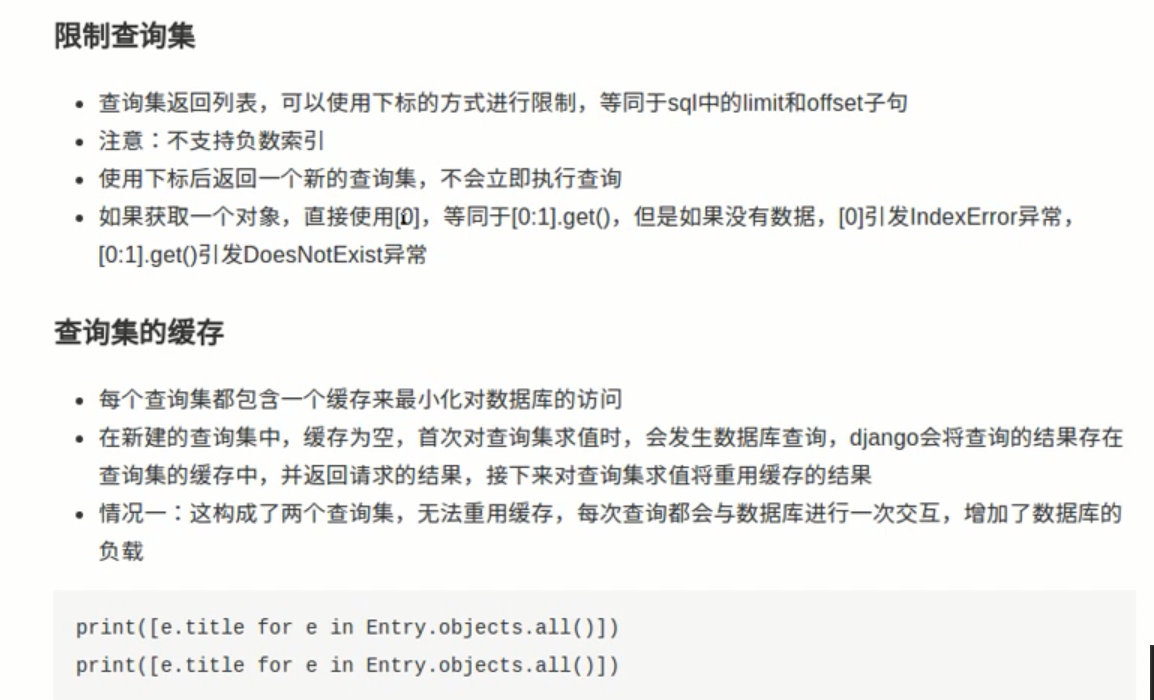 限制查询集
查询集返回列表，可以使用下标的方式进行限制，等同于sql中的limit和offset子句
注意：不支持负数索引
使用下标后返回一个新的查询集，不会立即执行查询
如果获取一个对象，直接使用[0]，等同于[0:1].get()，但是如果没有数据，[0]引发IndexError异常，
[0:1].get()引发DoesNotExist异常
查询集的缓存
每个查询集都包含一个缓存来最小化对数据库的访问
在新建的查询集中，缓存为空，首次对查询集求值时，会发生数据库查询，django会将查询的结果存在
查询集的缓存中，并返回请求的结果，接下来对查询集求值将重用缓存的结果
情况一：这构成了两个查询集，无法重用缓存，每次查询都会与数据库进行一次交互，增加了数据库的
负载
print([e.title for e in Entry.objects.all()])
print([e.title for e in Entry.objects.all()])